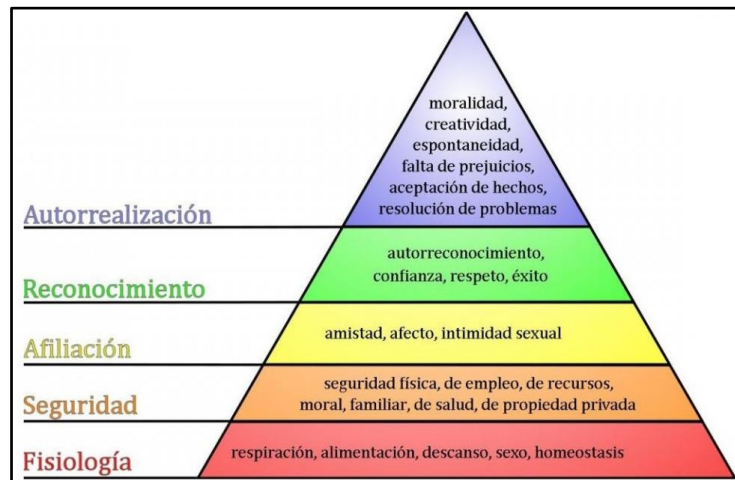 moralidad,
creatividad,
espontaneidad,
falta de prejuicios,
aceptación de hechos,
resolución de problemas
Autorrealización
autorreconocimiento,
confianza, respeto, éxito
Reconocimiento
amistad, afecto, intimidad sexual
Afiliación
seguridad física, de empleo, de recursos,
moral, familiar, de salud, de propiedad privada
Seguridad
respiración, alimentación, descanso, sexo, homeostasis
Fisiología